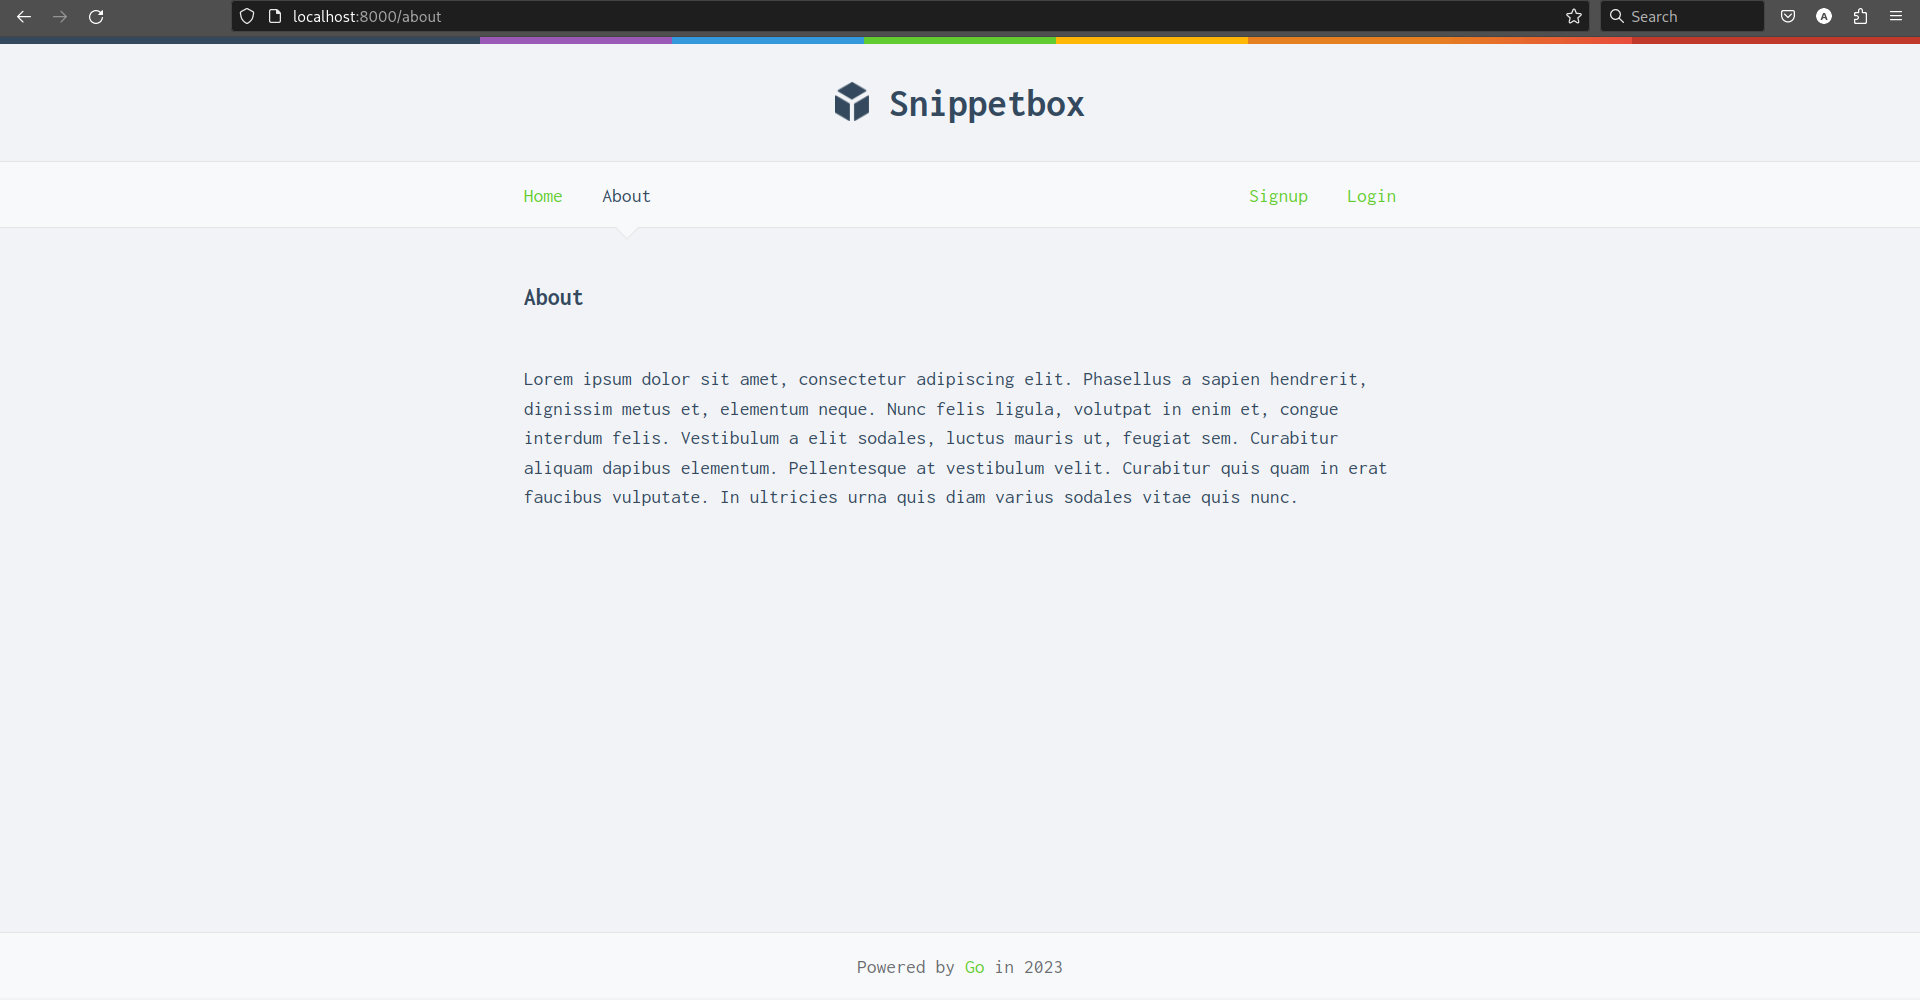 localhost:8000/about
Search
A
Snippetbox
Home About Signup Login
About
Lorem ipsum dolor sit amet, consectetur adipiscing elit. Phasellus a sapien hendrerit,
dignissim metus et, elementum neque. Nunc felis ligula, volutpat in enim et, congue
interdum felis. Vestibulum a elit sodales, luctus mauris ut, feugiat sem. Curabitur
aliquam dapibus elementum. Pellentesque at vestibulum velit. Curabitur quis quam in erat
faucibus vulputate. In ultricies urna quis diam varius sodales vitae quis nunc.
Powered by Go in 2023